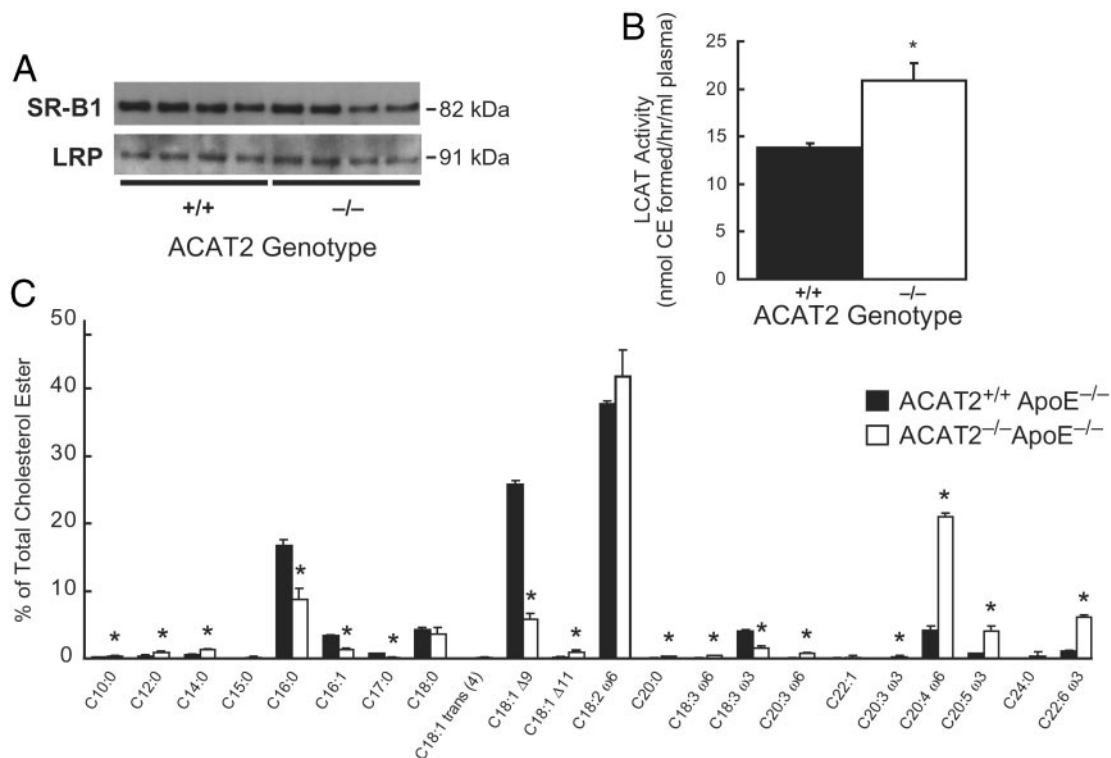 A
SR-B1
–82 kDa
LRP
–91 kDa
+/+
–/–
ACAT2 Genotype
B
LCAT Activity
(nmol CE formed/hr/ml plasma)
25
20
15
10
5
0
*
+/+
–/–
ACAT2 Genotype
C
% of Total Cholesterol Ester
50
40
30
20
10
0
ACAT2+/+ ApoE–/–
ACAT2–/–ApoE–/–
* * * * * * * * * * * * * * * *
C10:0
C12:0
C14:0
C15:0
C16:0
C16:1
C17:0
C18:0
C18:1 trans (4)
C18:1 Δ9
C18:1 Δ11
C18:2 ω6
C20:0
C18:3 ω6
C18:3 ω3
C20:3 ω6
C22:1
C20:3 ω3
C20:4 ω6
C20:5 ω3
C24:0
C22:6 ω3